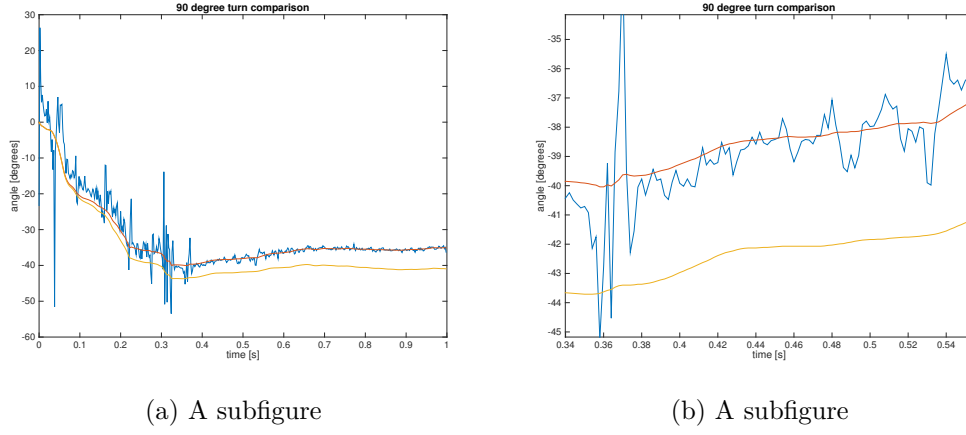 90 degree turn comparison
30
20
10
0
-10
-20
-30
-40
-50
-60
angle [degrees]
0 0.1 0.2 0.3 0.4 0.5 0.6 0.7 0.8 0.9 1
time [s]
(a) A subfigure
90 degree turn comparison
-35
-36
-37
-38
-39
-40
-41
-42
-43
-44
-45
angle [degrees]
0.34 0.36 0.38 0.4 0.42 0.44 0.46 0.48 0.5 0.52 0.54
time [s]
(b) A subfigure